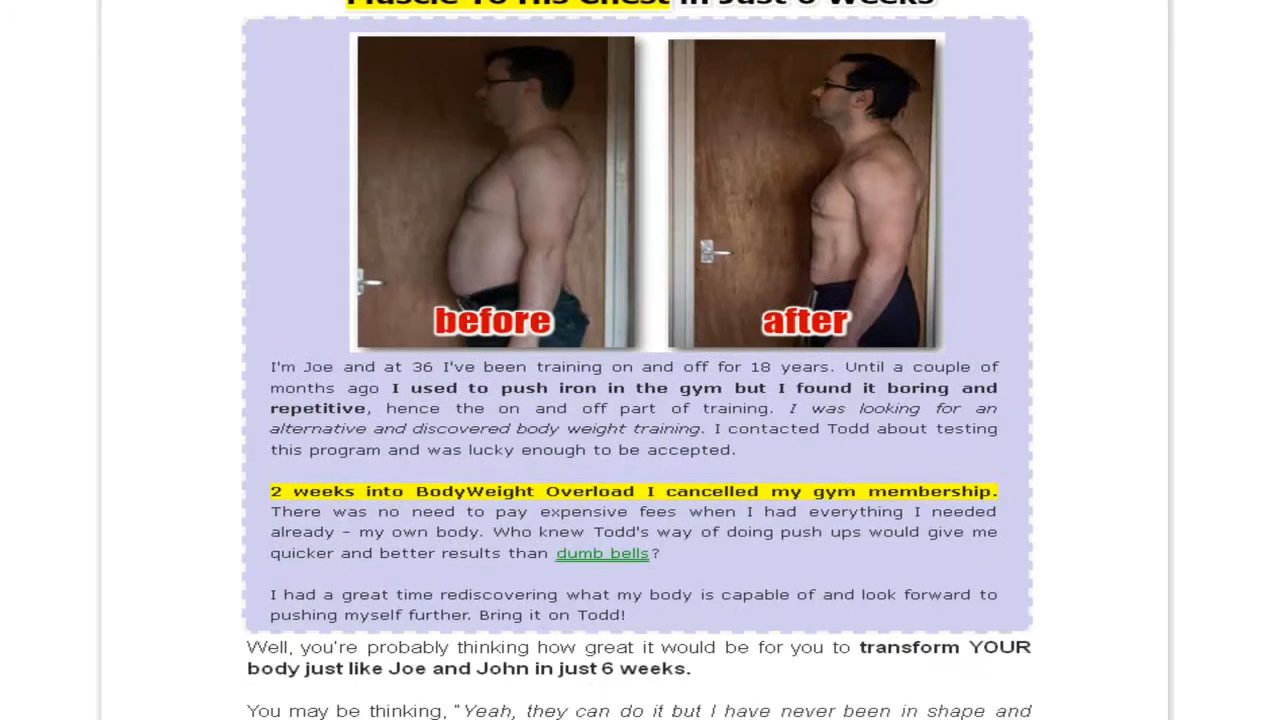 Muscle To His Chest in Just 6 Weeks
before
after
I'm Joe and at 36 I've been training on and off for 18 years. Until a couple of
months ago I used to push iron in the gym but I found it boring and
repetitive, hence the on and off part of training. I was looking for an
alternative and discovered body weight training. I contacted Todd about testing
this program and was lucky enough to be accepted.
2 weeks into BodyWeight Overload I cancelled my gym membership.
There was no need to pay expensive fees when I had everything I needed
already - my own body. Who knew Todd's way of doing push ups would give me
quicker and better results than dumb bells?
I had a great time rediscovering what my body is capable of and look forward to
pushing myself further. Bring it on Todd!
Well, you're probably thinking how great it would be for you to transform YOUR
body just like Joe and John in just 6 weeks.
You may be thinking, "Yeah, they can do it but I have never been in shape and